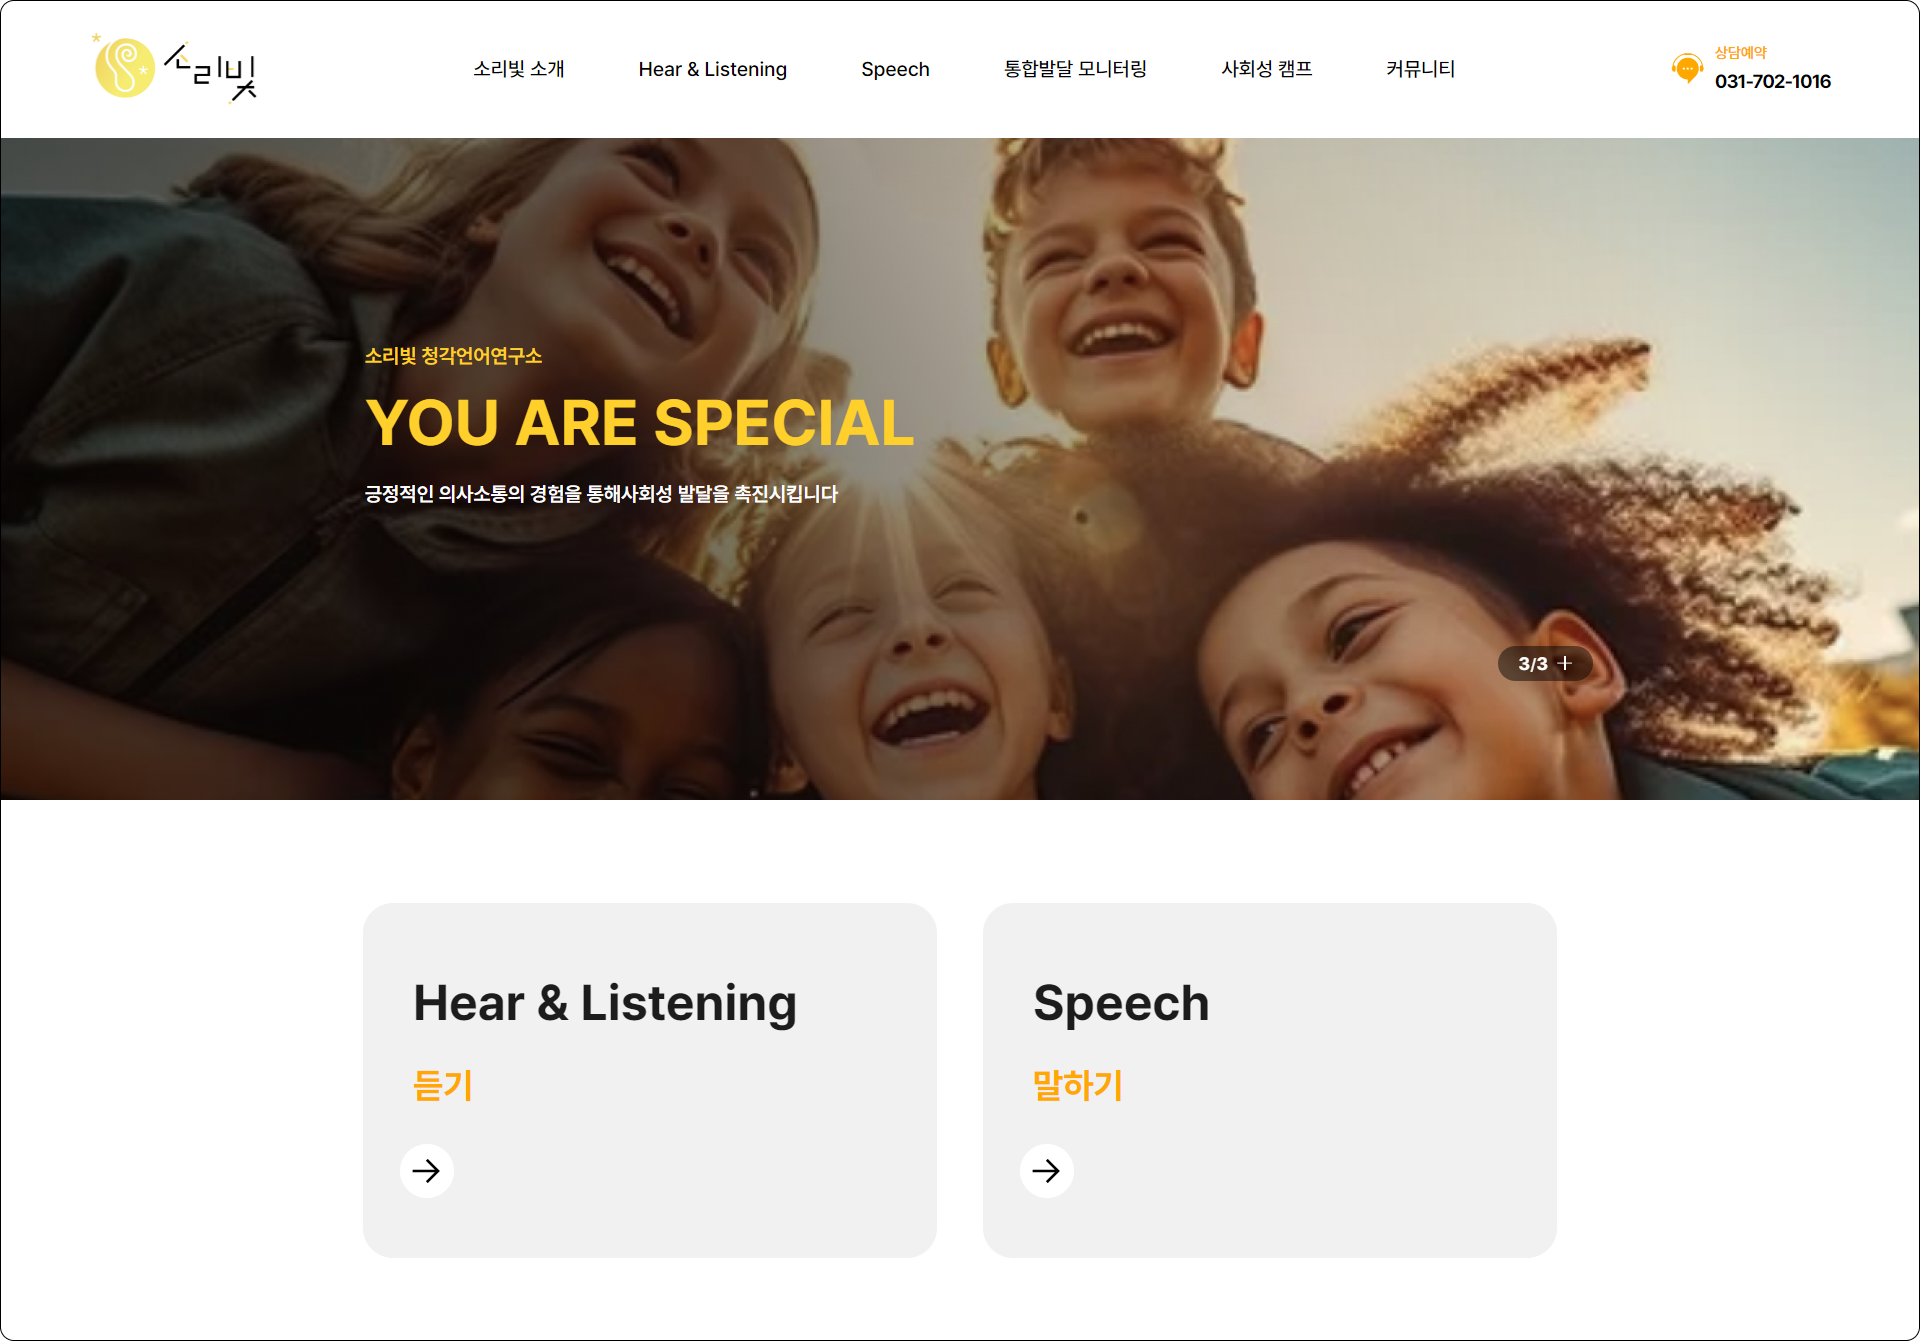 소리빛
소리빛 소개
Hear & Listening
Speech
통합발달 모니터링
사회성 캠프
커뮤니티
상담예약
031-702-1016
소리빛 청각언어연구소
YOU ARE SPECIAL
긍정적인 의사소통의 경험을 통해사회성 발달을 촉진시킵니다
3/3 +
Hear & Listening
듣기
Speech
말하기